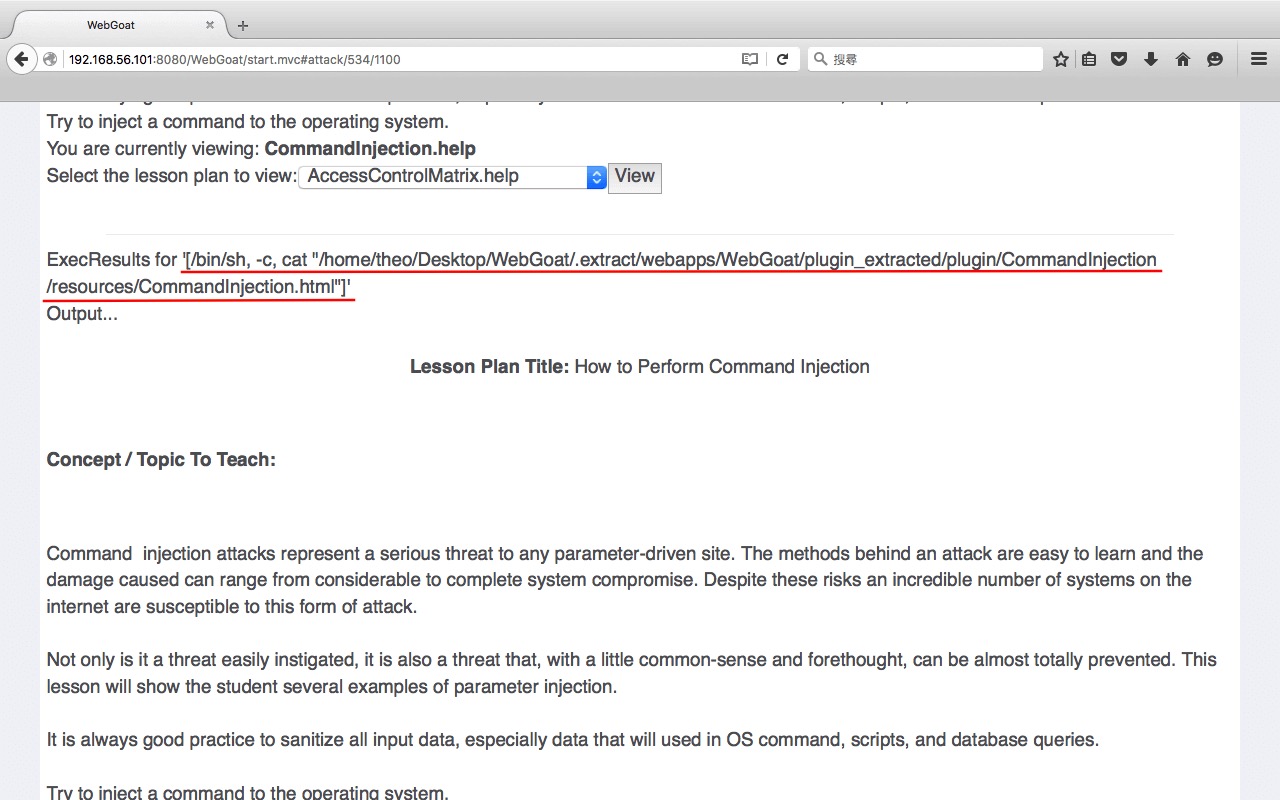 WebGoat
192.168.56.101:8080/WebGoat/start.mvc#attack/534/1100
搜尋
Try to inject a command to the operating system.
You are currently viewing: CommandInjection.help
Select the lesson plan to view: AccessControlMatrix.help View
ExecResults for '[/bin/sh, -c, cat "/home/theo/Desktop/WebGoat/.extract/webapps/WebGoat/plugin_extracted/plugin/CommandInjection
/resources/CommandInjection.html"]'
Output...
Lesson Plan Title: How to Perform Command Injection
Concept / Topic To Teach:
Command  injection attacks represent a serious threat to any parameter-driven site. The methods behind an attack are easy to learn and the
damage caused can range from considerable to complete system compromise. Despite these risks an incredible number of systems on the
internet are susceptible to this form of attack.
Not only is it a threat easily instigated, it is also a threat that, with a little common-sense and forethought, can be almost totally prevented. This
lesson will show the student several examples of parameter injection.
It is always good practice to sanitize all input data, especially data that will used in OS command, scripts, and database queries.
Try to inject a command to the operating system.